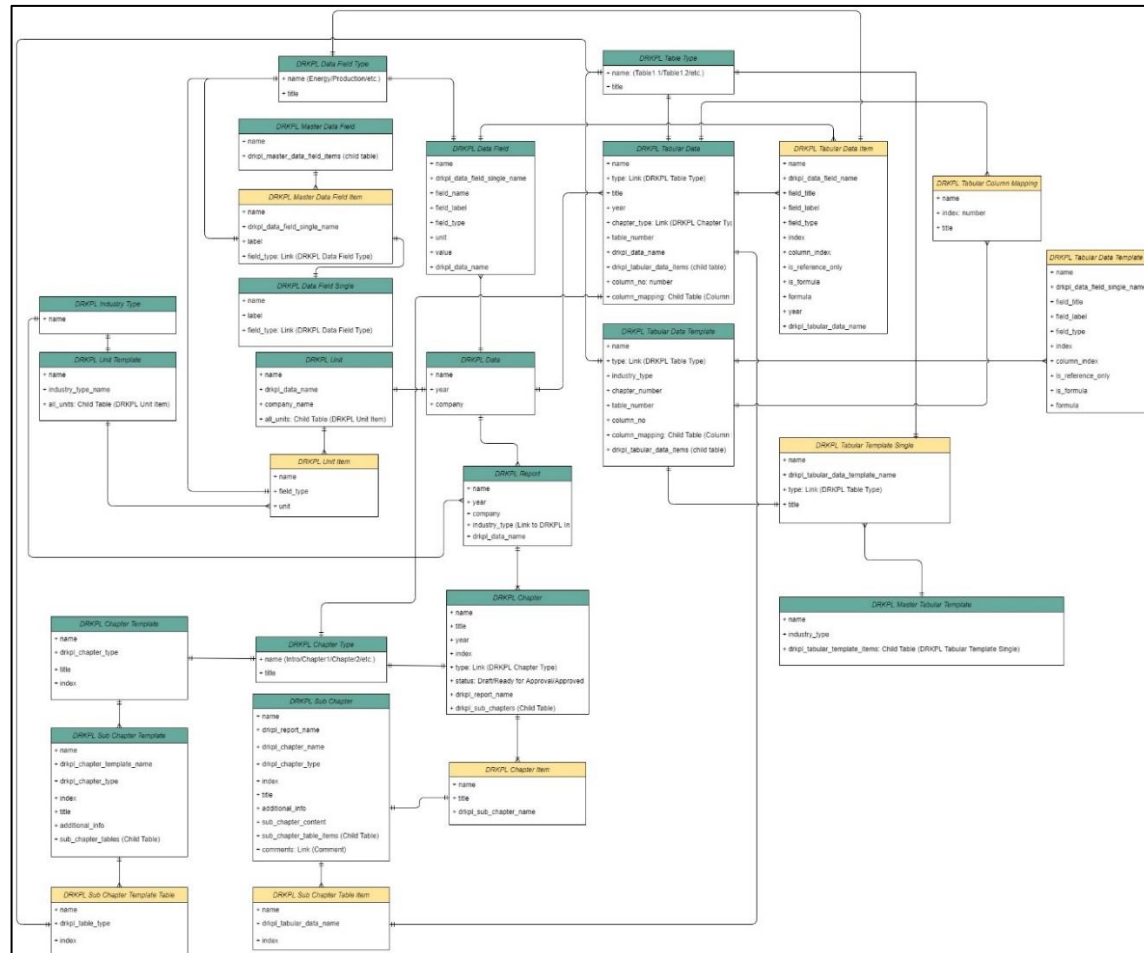 DRKPL Data Field Type
+ name (Energy/Production/etc.)
+ title
DRKPL Table Type
+ name: (Table1.1/Table1.2/etc.)
+ title
DRKPL Master Data Field
+ name
+ drkpl_master_data_field_items (child table)
DRKPL Data Field
+ name
+ drkpl_data_field_single_name
+ field_name
+ field_label
+ field_type
+ unit
+ value
+ drkpl_data_name
DRKPL Tabular Data
+ name
+ type: Link (DRKPL Table Type)
+ title
+ year
+ chapter_type: Link (DRKPL Chapter Ty
+ table_number
+ drkpl_data_name
+ drkpl_tabular_data_items (child table)
+ column_no: number
+ column_mapping: Child Table (Column
DRKPL Tabular Data Item
+ name
+ drkpl_data_field_name
+ field_title
+ field_label
+ field_type
+ index
+ column_index
+ is_reference_only
+ is_formula
+ formula
+ year
+ drkpl_tabular_data_name
DRKPL Tabular Column Mapping
+ name
+ index: number
+ title
DRKPL Master Data Field Item
+ name
+ drkpl_data_field_single_name
+ label
+ field_type: Link (DRKPL Data Field Type)
DRKPL Tabular Data Template
+ name
+ drkpl_data_field_single_name
+ field_title
+ field_label
+ field_type
+ index
+ column_index
+ is_reference_only
+ is_formula
+ formula
DRKPL Data Field Single
+ name
+ label
+ field_type: Link (DRKPL Data Field Type)
DRKPL Industry Type
+ name
DRKPL Tabular Data Template
+ name
+ type: Link (DRKPL Table Type)
+ industry_type
+ chapter_number
+ table_number
+ column_no
+ column_mapping: Child Table (Column
+ drkpl_tabular_data_items (child table)
DRKPL Unit Template
+ name
+ industry_type_name
+ all_units: Child Table (DRKPL Unit Item)
DRKPL Unit
+ name
+ drkpl_data_name
+ company_name
+ all_units: Child Table (DRKPL Unit Item)
DRKPL Data
+ name
+ year
+ company
DRKPL Tabular Template Single
+ name
+ drkpl_tabular_data_template_name
+ type: Link (DRKPL Table Type)
+ title
DRKPL Unit Item
+ name
+ field_type
+ unit
DRKPL Report
+ name
+ year
+ company
+ industry_type (Link to DRKPL In
+ drkpl_data_name
DRKPL Chapter
+ name
+ title
+ year
+ index
+ type: Link (DRKPL Chapter Type)
+ status: Draft/Ready for Approval/Approved
+ drkpl_report_name
+ drkpl_sub_chapters (Child Table)
DRKPL Master Tabular Template
+ name
+ industry_type
+ drkpl_tabular_template_items: Child Table (DRKPL Tabular Template Single)
DRKPL Chapter Template
+ name
+ drkpl_chapter_type
+ title
+ index
DRKPL Chapter Type
+ name (Intro/Chapter1/Chapter2/etc.)
+ title
DRKPL Sub Chapter
+ name
+ drkpl_report_name
+ drkpl_chapter_name
+ drkpl_chapter_type
+ index
+ title
+ additional_info
+ sub_chapter_content
+ sub_chapter_table_items (Child Table)
+ comments: Link (Comment)
DRKPL Sub Chapter Template
+ name
+ drkpl_chapter_template_name
+ drkpl_chapter_type
+ index
+ title
+ additional_info
+ sub_chapter_tables (Child Table)
DRKPL Chapter Item
+ name
+ title
+ drkpl_sub_chapter_name
DRKPL Sub Chapter Template Table
+ name
+ drkpl_table_type
+ index
DRKPL Sub Chapter Table Item
+ name
+ drkpl_tabular_data_name
+ index